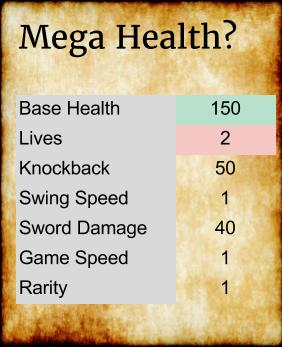 Mega Health?
Base Health 150
Lives 2
Knockback 50
Swing Speed 1
Sword Damage 40
Game Speed 1
Rarity 1